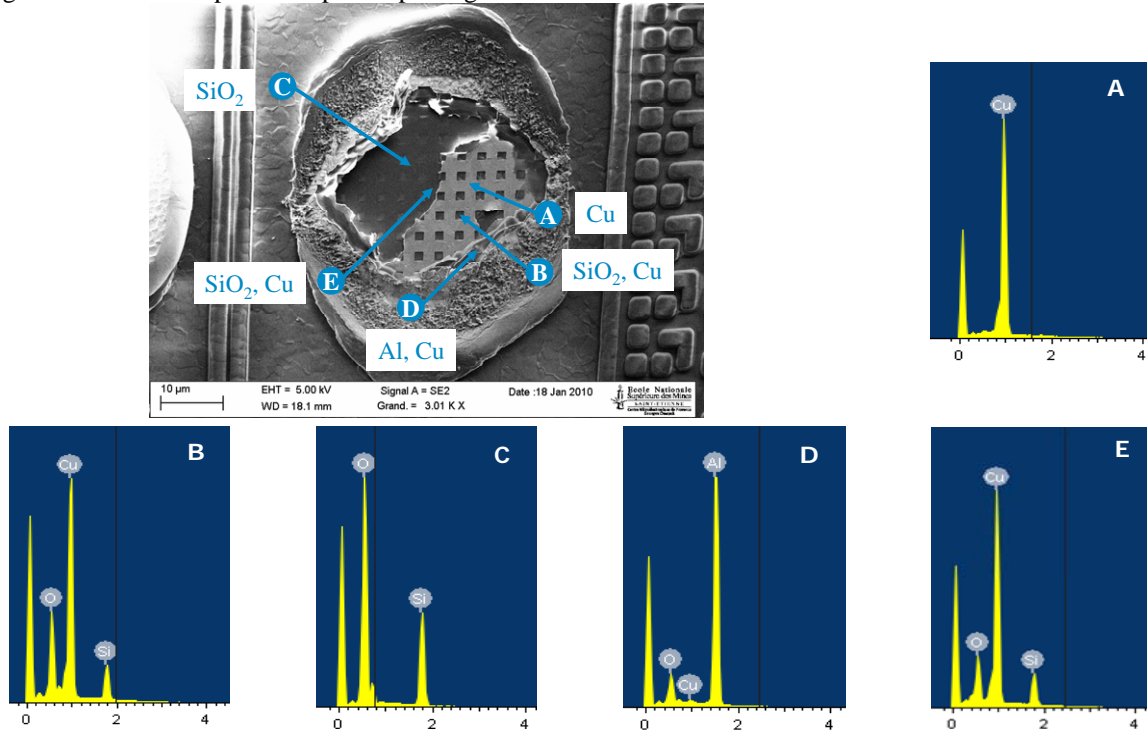 SiO2
C
A
Cu
B
SiO2, Cu
E
SiO2, Cu
D
Al, Cu
10 µm
EHT = 5.00 kV
WD = 18.1 mm
Signal A = SE2
Grand. = 3.01 K X
Date :18 Jan 2010
Ecole Nationale
Supérieure des Mines
SAINT-ETIENNE
A
Cu
0 2 4
B
Cu
O
Si
0 2 4
C
O
Si
0 2 4
D
Al
O
Cu
0 2 4
E
Cu
O
Si
0 2 4